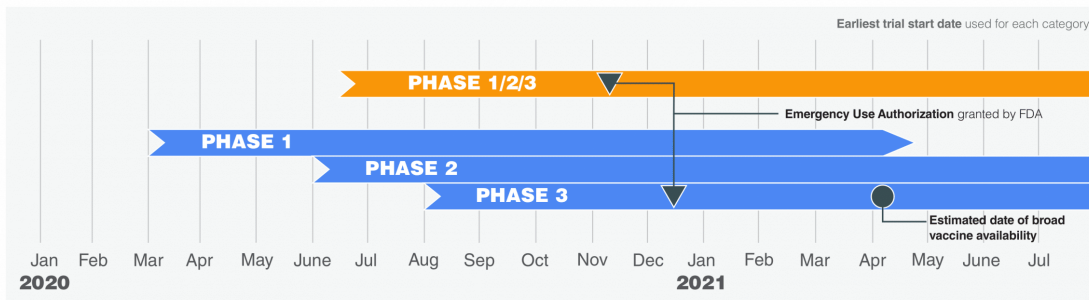 Earliest trial start date used for each category
PHASE 1/2/3
Emergency Use Authorization granted by FDA
PHASE 1
PHASE 2
PHASE 3
Estimated date of broad
vaccine availability
Jan Feb Mar Apr May June Jul Aug Sep Oct Nov Dec Jan Feb Mar Apr May June Jul
2020 2021